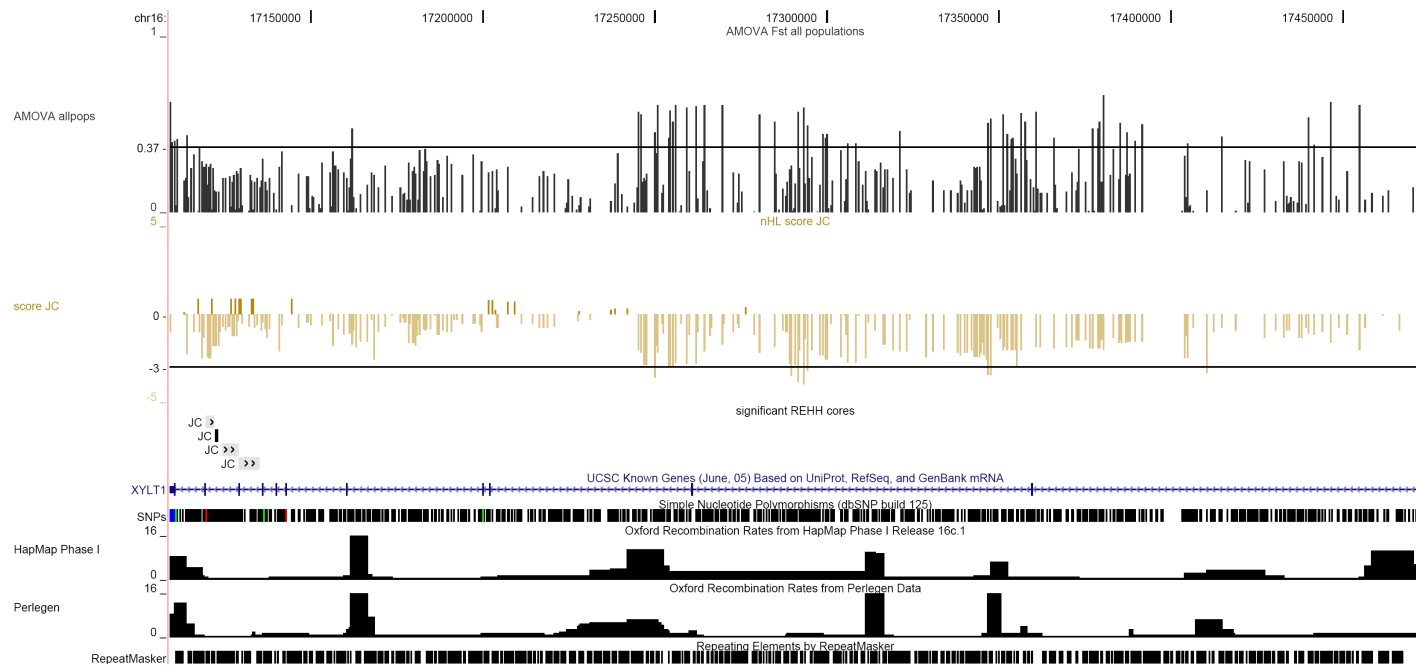 chr16: 17150000 17200000 17250000 17300000 17350000 17400000 17450000
AMOVA Fst all populations
1 _
AMOVA allpops
0.37 -
0 _
nHL score JC
5 _
score JC
0 -
-3 -
-5 _
significant REHH cores
JC
JC
JC
JC
UCSC Known Genes (June, 05) Based on UniProt, RefSeq, and GenBank mRNA
XYLT1
Simple Nucleotide Polymorphisms (dbSNP build 125)
SNPs
Oxford Recombination Rates from HapMap Phase I Release 16c.1
16 _
HapMap Phase I
0 _
Oxford Recombination Rates from Perlegen Data
16 _
Perlegen
0 _
Repeating Elements by RepeatMasker
RepeatMasker